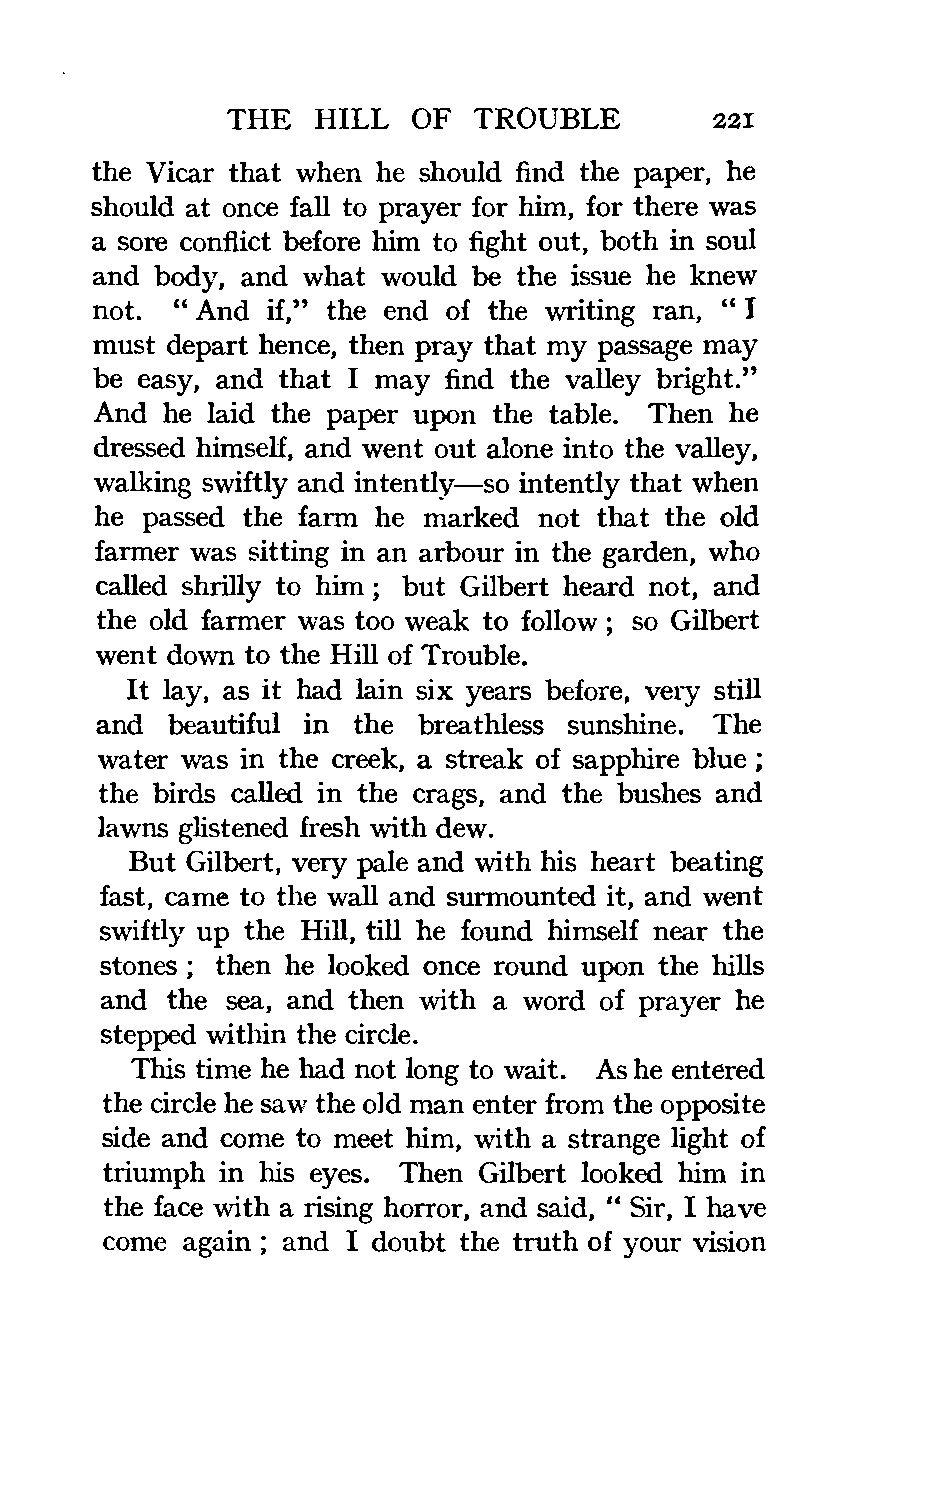 THE HILL OF TROUBLE 221
the Vicar that when he should find the paper, he
should at once fall to prayer for him, for there was
a sore conflict before him to fight out, both in soul
and body, and what would be the issue he knew
not. “ And if,” the end of the writing ran, “ I
must depart hence, then pray that my passage may
be easy, and that I may find the valley bright.”
And he laid the paper upon the table. Then he
dressed himself, and went out alone into the valley,
walking swiftly and intently—so intently that when
he passed the farm he marked not that the old
farmer was sitting in an arbour in the garden, who
called shrilly to him ; but Gilbert heard not, and
the old farmer was too weak to follow ; so Gilbert
went down to the Hill of Trouble.
It lay, as it had lain six years before, very still
and beautiful in the breathless sunshine. The
water was in the creek, a streak of sapphire blue ;
the birds called in the crags, and the bushes and
lawns glistened fresh with dew.
But Gilbert, very pale and with his heart beating
fast, came to the wall and surmounted it, and went
swiftly up the Hill, till he found himself near the
stones ; then he looked once round upon the hills
and the sea, and then with a word of prayer he
stepped within the circle.
This time he had not long to wait. As he entered
the circle he saw the old man enter from the opposite
side and come to meet him, with a strange light of
triumph in his eyes. Then Gilbert looked him in
the face with a rising horror, and said, “ Sir, I have
come again ; and I doubt the truth of your vision